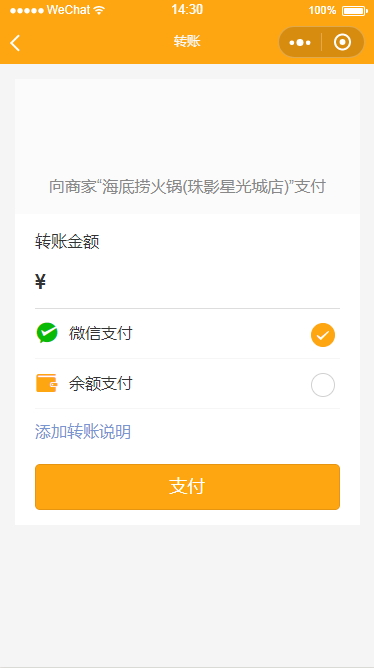 ●●●●● WeChat 14:30 100%
转账
向商家“海底捞火锅(珠影星光城店)”支付
转账金额
¥
微信支付
余额支付
添加转账说明
支付